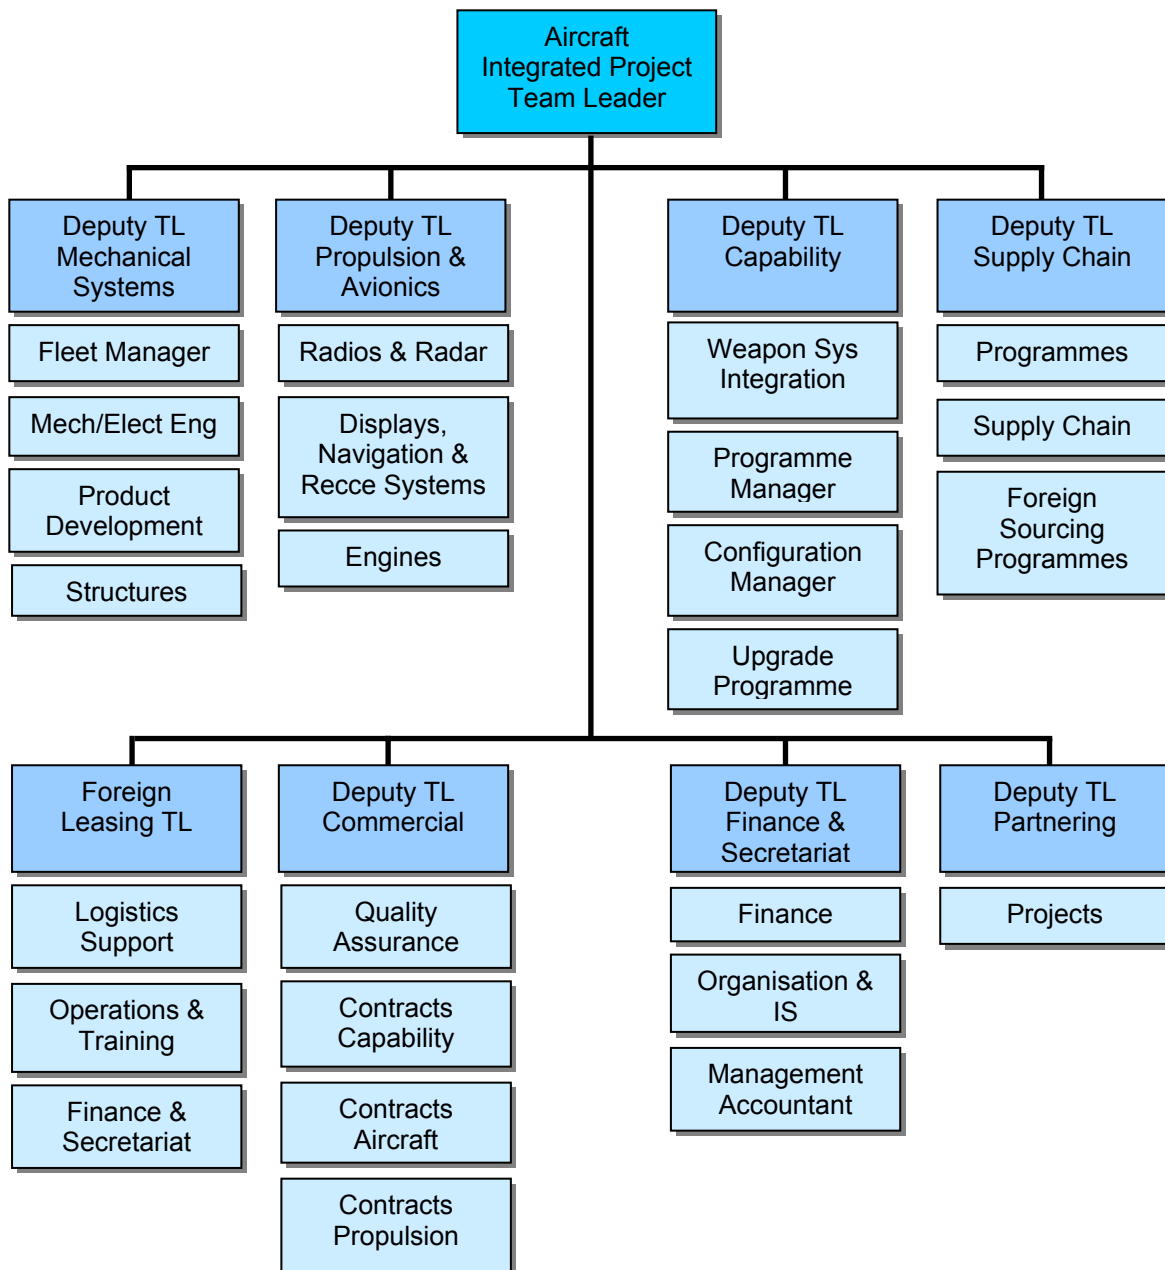 Aircraft
Integrated Project
Team Leader
Deputy TL
Mechanical
Systems
Fleet Manager
Mech/Elect Eng
Product
Development
Structures
Deputy TL
Propulsion &
Avionics
Radios & Radar
Displays,
Navigation &
Recce Systems
Engines
Deputy TL
Capability
Weapon Sys
Integration
Programme
Manager
Configuration
Manager
Upgrade
Programme
Deputy TL
Supply Chain
Programmes
Supply Chain
Foreign
Sourcing
Programmes
Foreign
Leasing TL
Logistics
Support
Operations &
Training
Finance &
Secretariat
Deputy TL
Commercial
Quality
Assurance
Contracts
Capability
Contracts
Aircraft
Contracts
Propulsion
Deputy TL
Finance &
Secretariat
Finance
Organisation &
IS
Management
Accountant
Deputy TL
Partnering
Projects